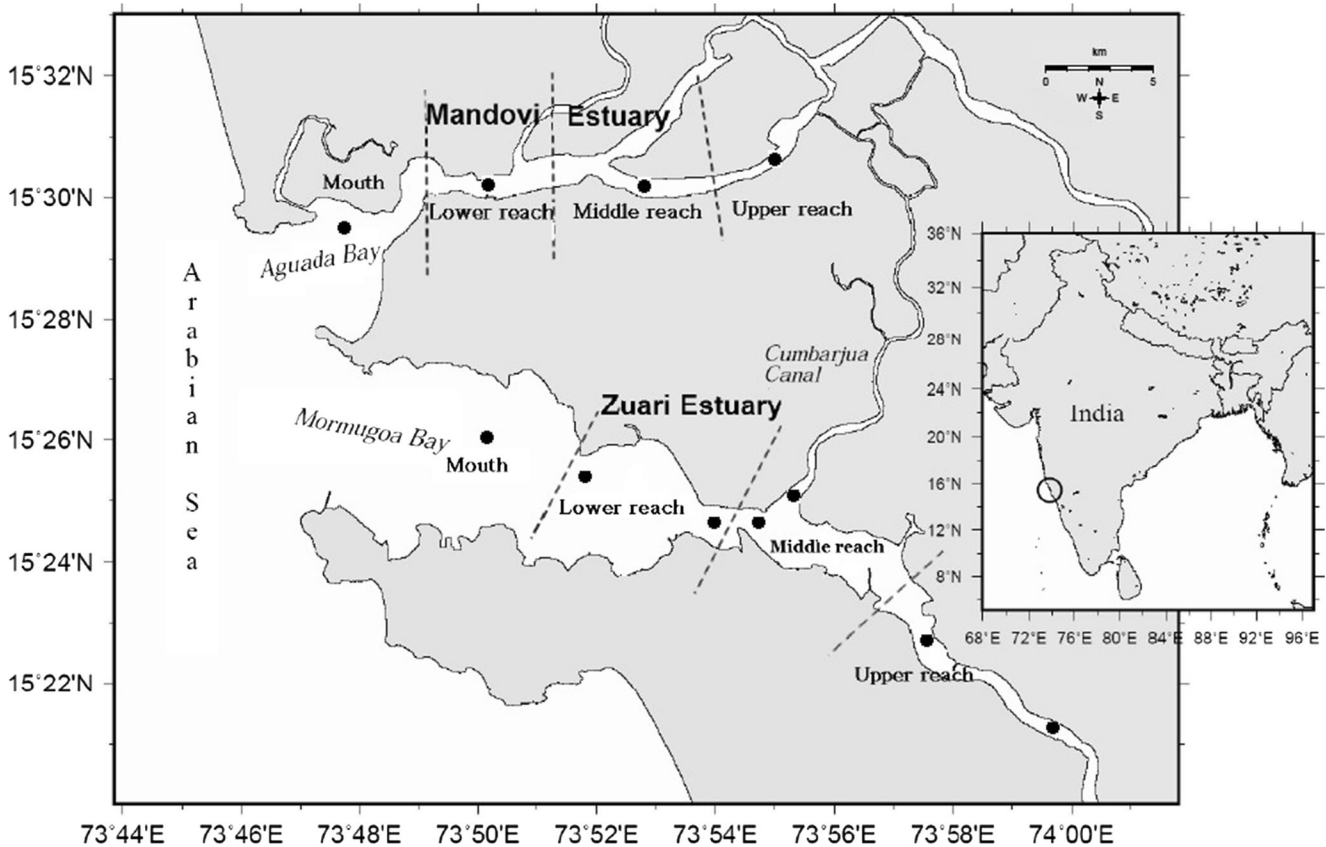 km
0 5
N
W E
S
15°32'N
Mandovi Estuary
15°30'N
Mouth
Lower reach
Middle reach
Upper reach
Aguada Bay
Arabian Sea
15°28'N
Cumbarjua
Canal
Zuari Estuary
15°26'N
Mormugoa Bay
Mouth
Lower reach
Middle reach
15°24'N
Upper reach
15°22'N
73°44'E 73°46'E 73°48'E 73°50'E 73°52'E 73°54'E 73°56'E 73°58'E 74°00'E
36°N
32°N
28°N
24°N
20°N
16°N
12°N
8°N
India
68°E 72°E 76°E 80°E 84°E 88°E 92°E 96°E